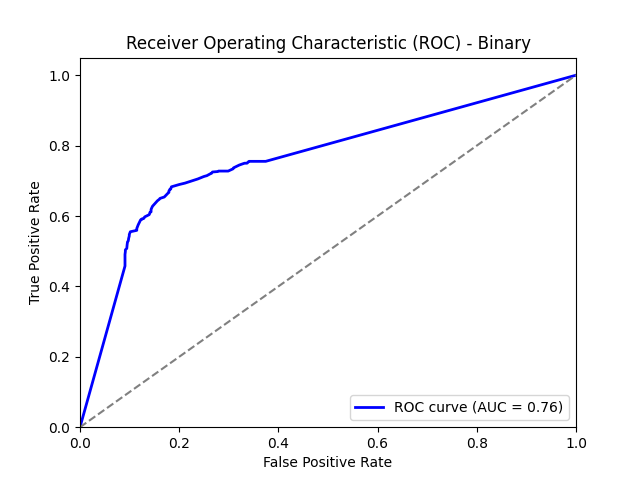 Receiver Operating Characteristic (ROC) - Binary
1.0
0.8
0.6
0.4
0.2
0.0
True Positive Rate
ROC curve (AUC = 0.76)
0.0 0.2 0.4 0.6 0.8 1.0
False Positive Rate